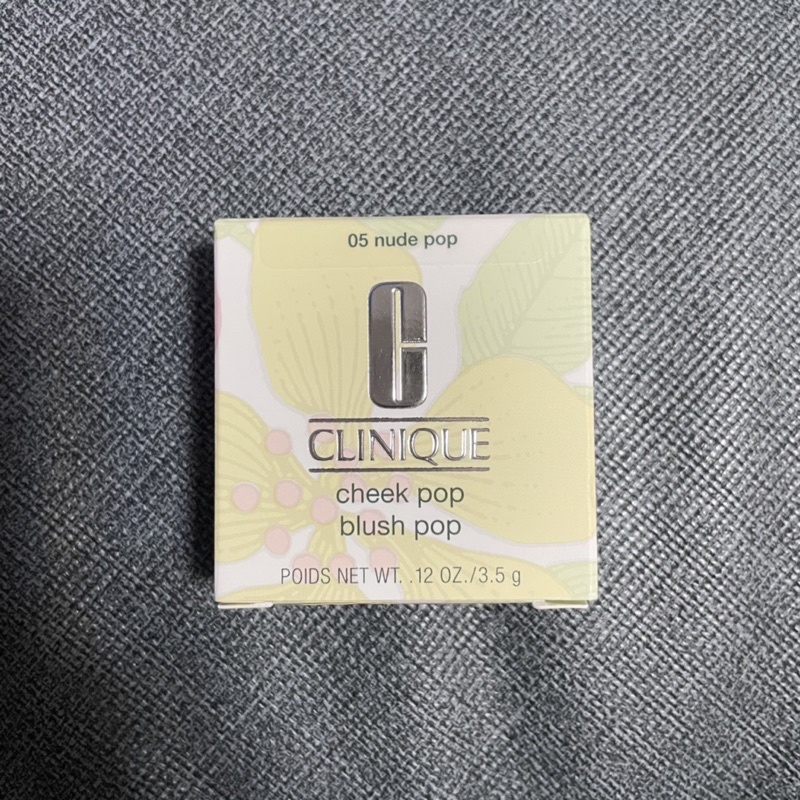 05 nude pop
CLINIQUE
cheek pop
blush pop
POIDS NET WT. .12 OZ./3.5 g